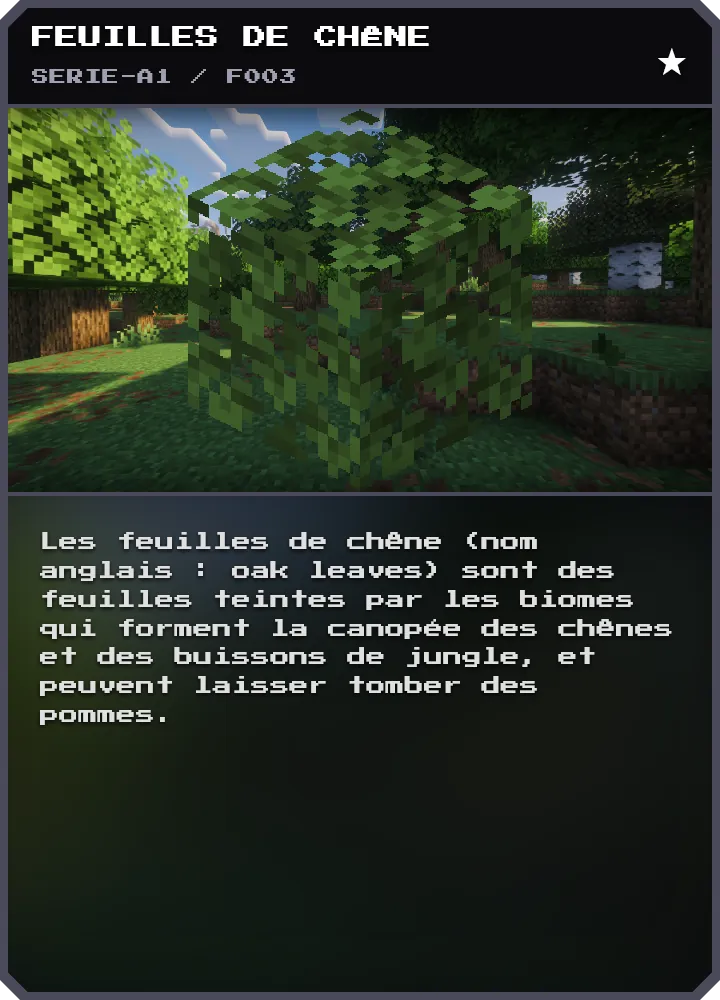 FEUILLES DE CHêNE
SERIE-A1 / F003
Les feuilles de chêne (nom
anglais : oak leaves) sont des
feuilles teintes par les biomes
qui forment la canopée des chênes
et des buissons de jungle, et
peuvent laisser tomber des
pommes.